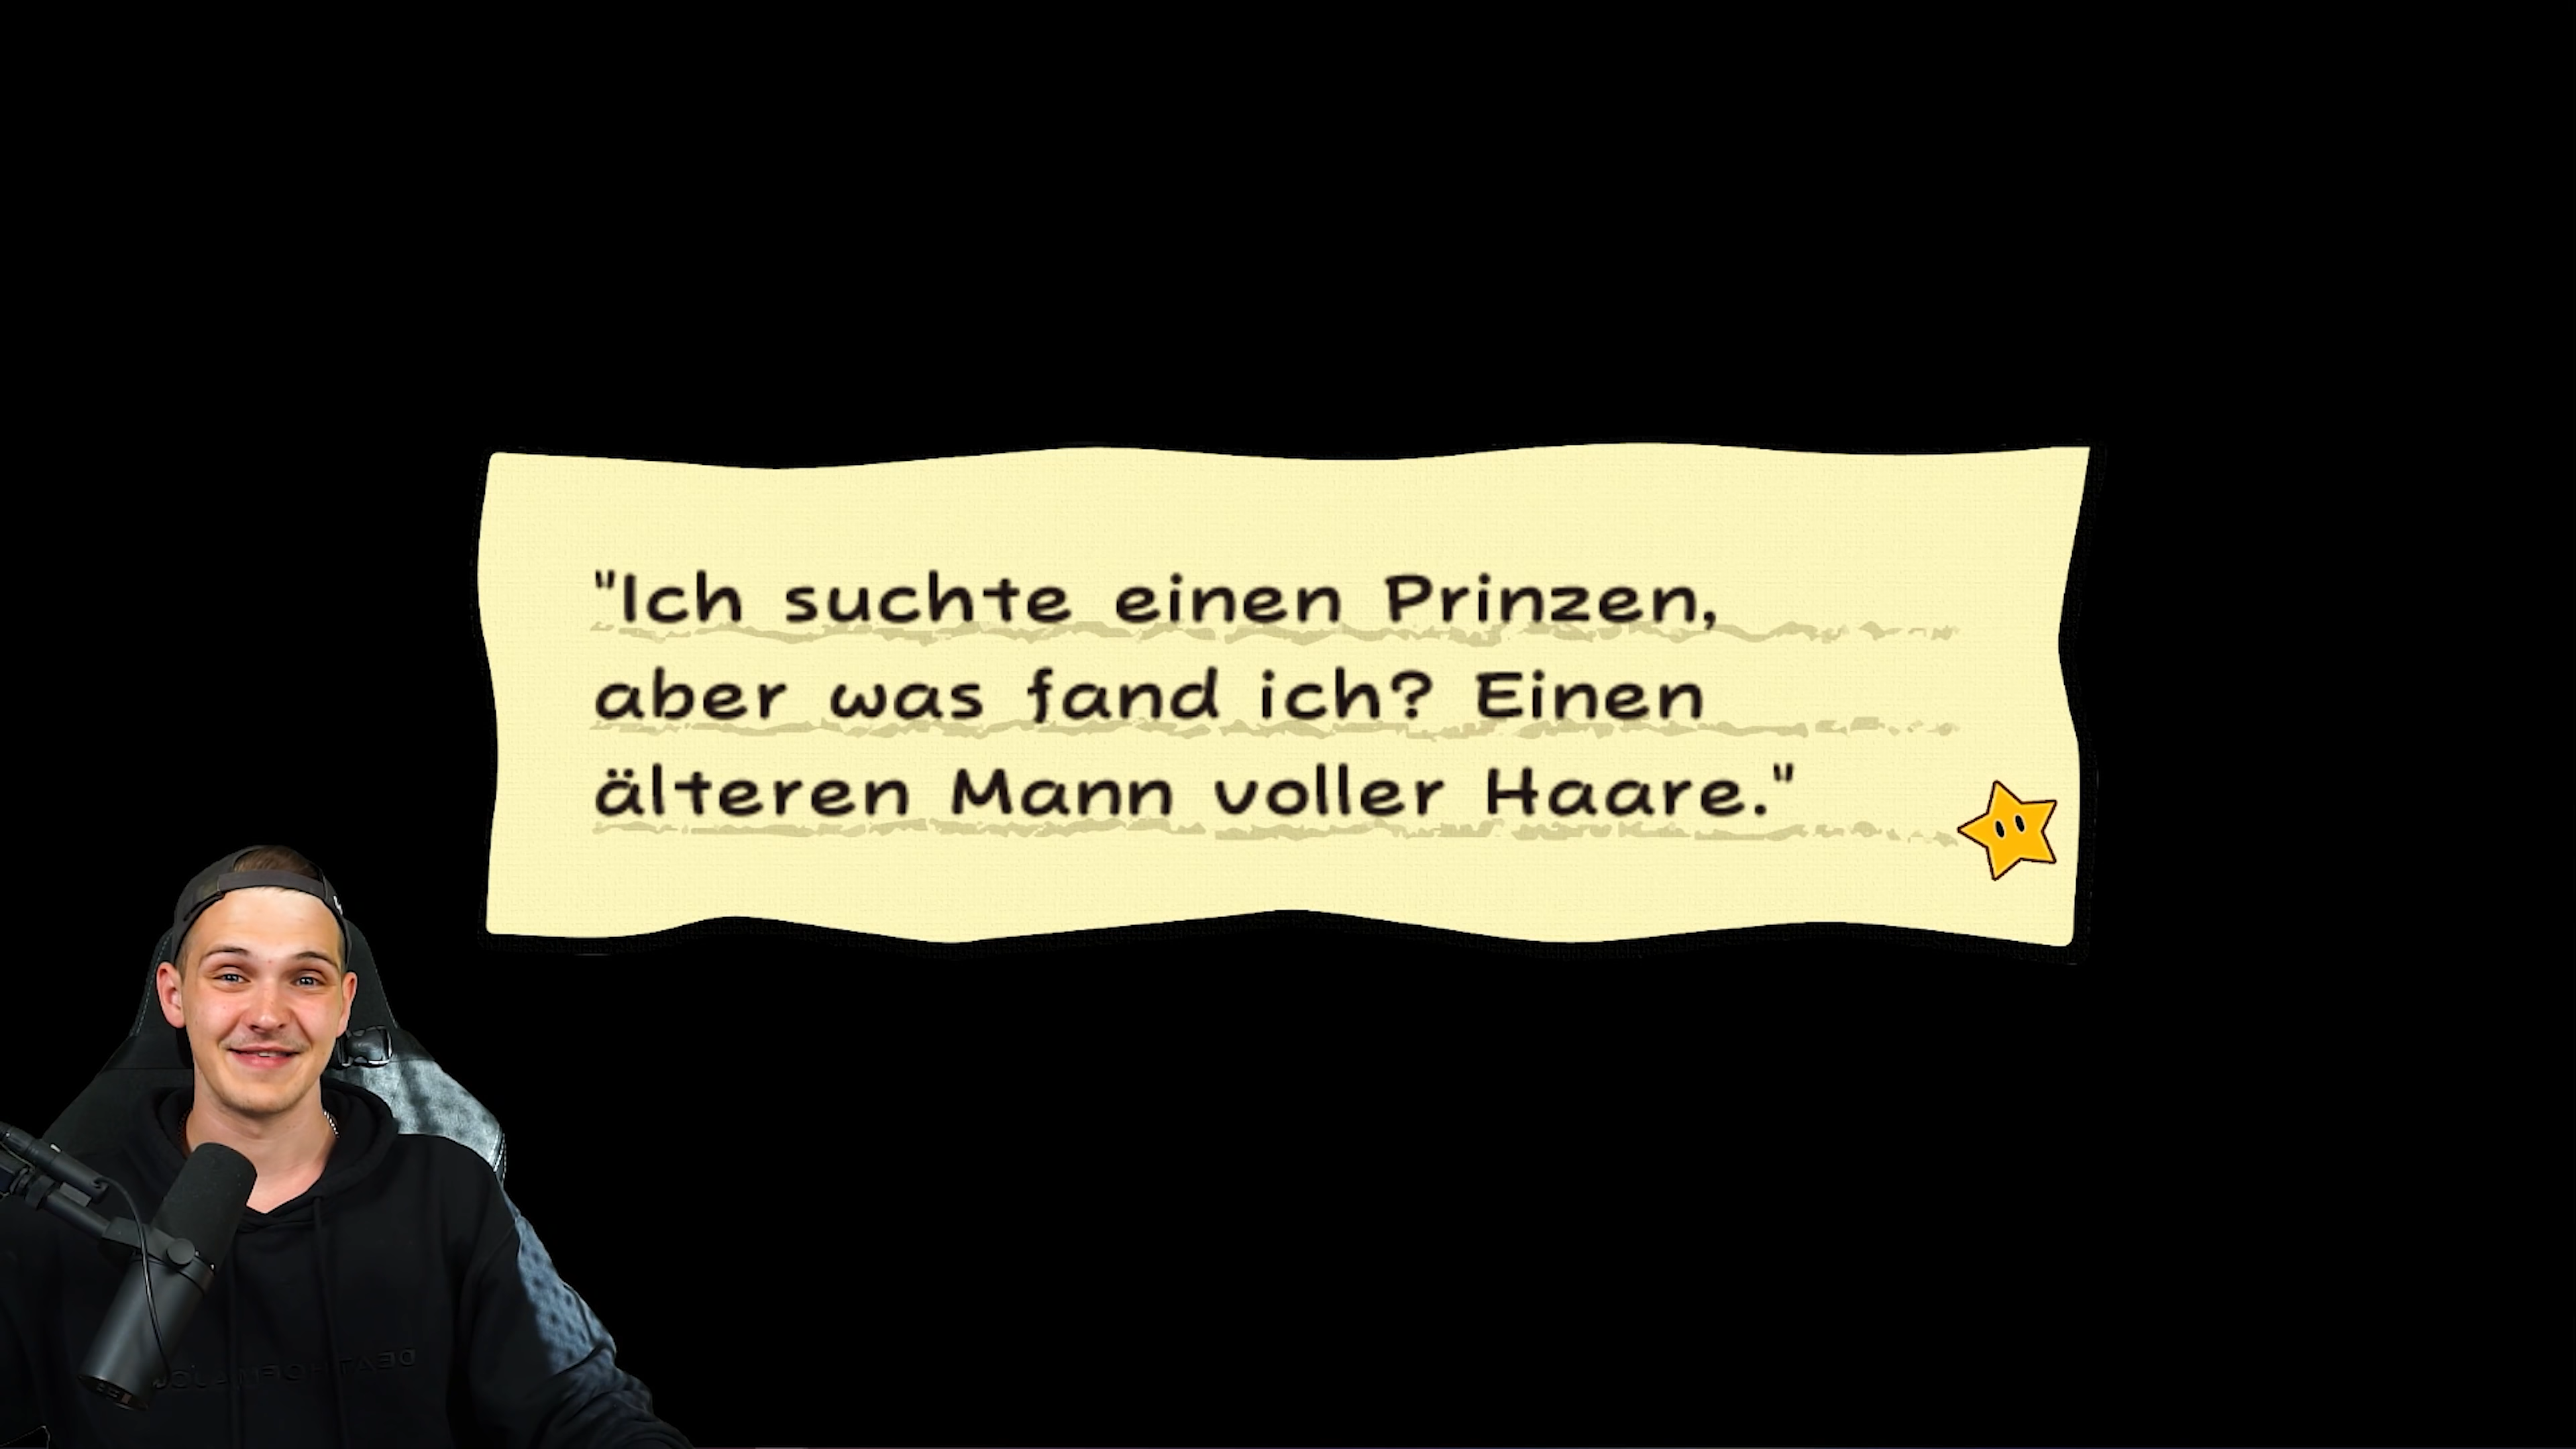 "Ich suchte einen Prinzen,
aber was fand ich? Einen
älteren Mann voller Haare."